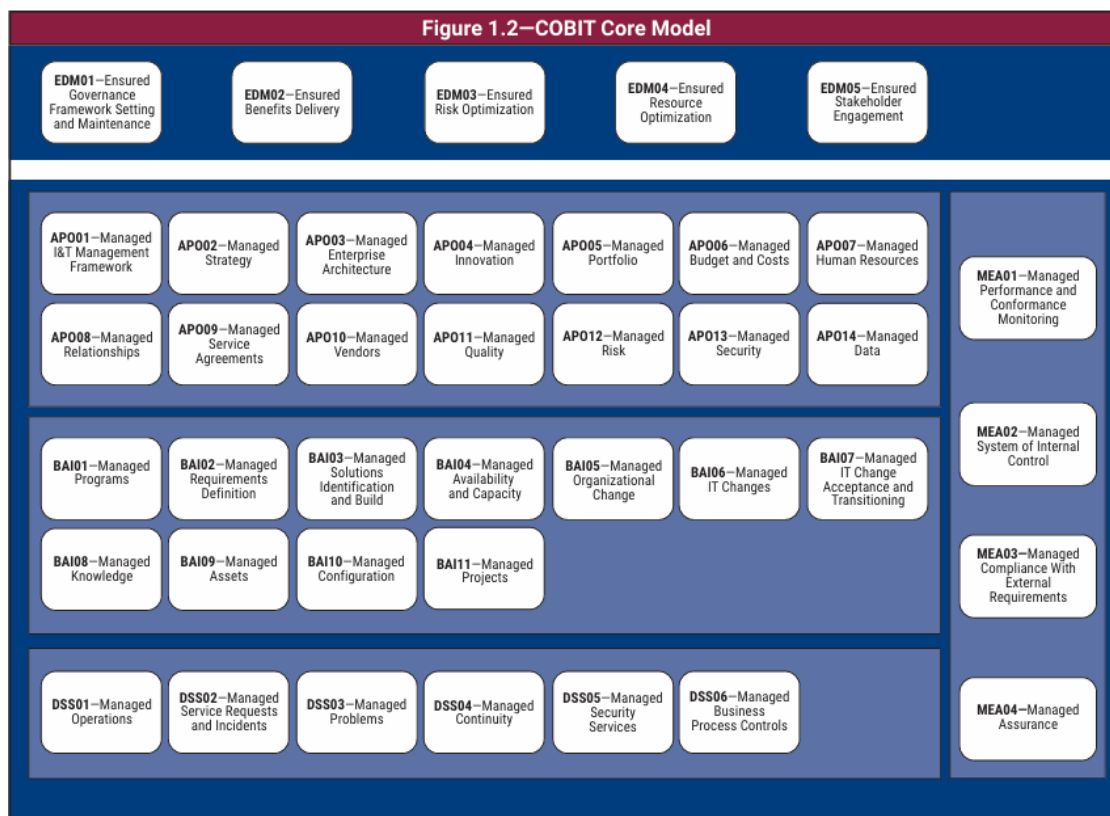 Figure 1.2—COBIT Core Model
EDM01—Ensured
Governance
Framework Setting
and Maintenance
EDM02—Ensured
Benefits Delivery
EDM03—Ensured
Risk Optimization
EDM04—Ensured
Resource
Optimization
EDM05—Ensured
Stakeholder
Engagement
APO01—Managed
I&T Management
Framework
APO02—Managed
Strategy
APO03—Managed
Enterprise
Architecture
APO04—Managed
Innovation
APO05—Managed
Portfolio
APO06—Managed
Budget and Costs
APO07—Managed
Human Resources
APO08—Managed
Relationships
APO09—Managed
Service
Agreements
APO10—Managed
Vendors
APO11—Managed
Quality
APO12—Managed
Risk
APO13—Managed
Security
APO14—Managed
Data
BAI01—Managed
Programs
BAI02—Managed
Requirements
Definition
BAI03—Managed
Solutions
Identification
and Build
BAI04—Managed
Availability
and Capacity
BAI05—Managed
Organizational
Change
BAI06—Managed
IT Changes
BAI07—Managed
IT Change
Acceptance and
Transitioning
BAI08—Managed
Knowledge
BAI09—Managed
Assets
BAI10—Managed
Configuration
BAI11—Managed
Projects
DSS01—Managed
Operations
DSS02—Managed
Service Requests
and Incidents
DSS03—Managed
Problems
DSS04—Managed
Continuity
DSS05—Managed
Security
Services
DSS06—Managed
Business
Process Controls
MEA01—Managed
Performance and
Conformance
Monitoring
MEA02—Managed
System of Internal
Control
MEA03—Managed
Compliance With
External
Requirements
MEA04—Managed
Assurance